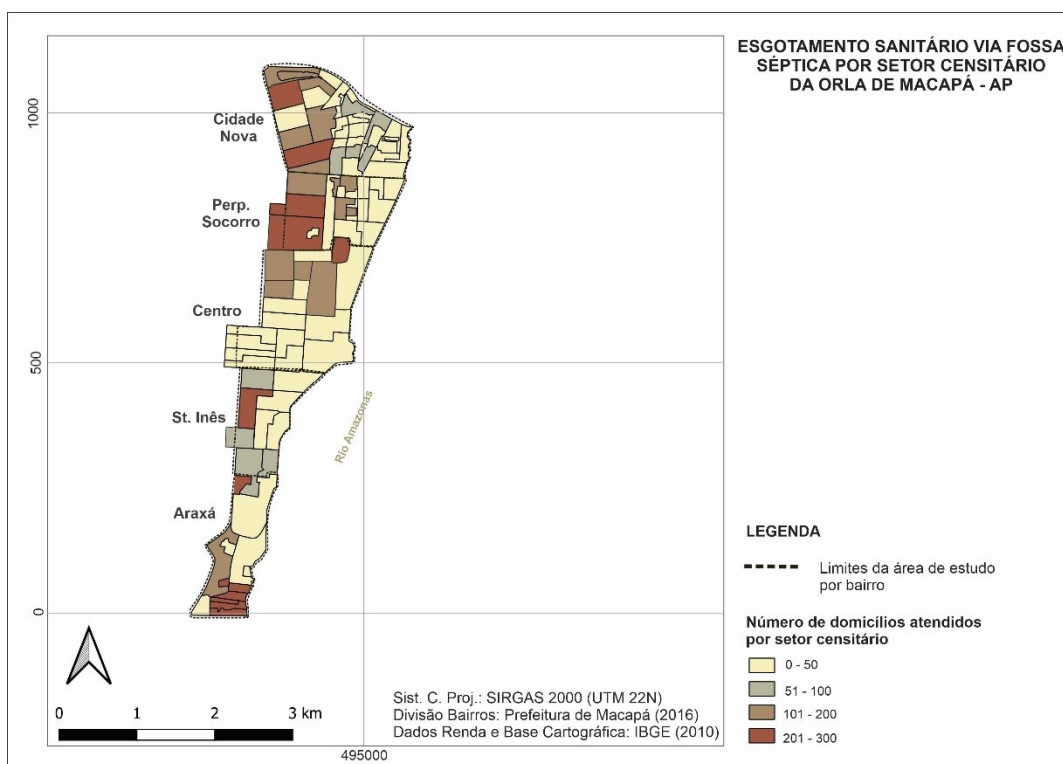 ESGOTAMENTO SANITÁRIO VIA FOSSA
SÉPTICA POR SETOR CENSITÁRIO
DA ORLA DE MACAPÁ - AP
1000
Cidade
Nova
Perp.
Socorro
Centro
500
St. Inês
Rio Amazonas
Araxá
0
LEGENDA
Limites da área de estudo
por bairro
Número de domicílios atendidos
por setor censitário
0 - 50
51 - 100
101 - 200
201 - 300
Sist. C. Proj.: SIRGAS 2000 (UTM 22N)
Divisão Bairros: Prefeitura de Macapá (2016)
Dados Renda e Base Cartográfica: IBGE (2010)
0 1 2 3 km
495000